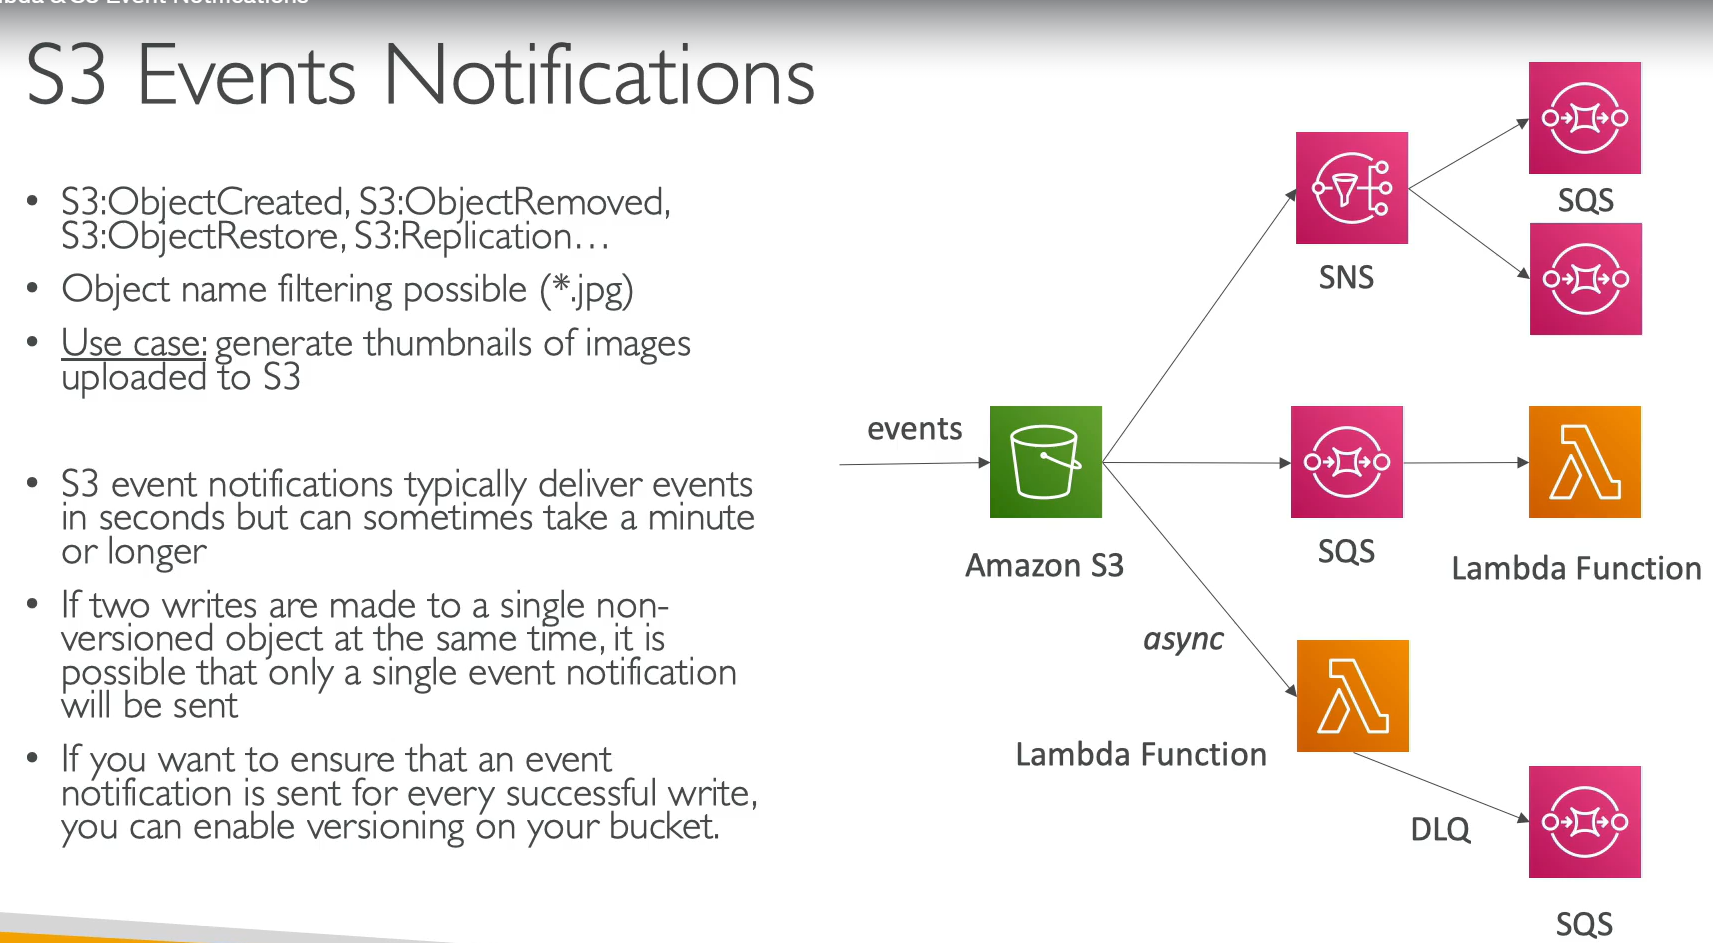 & S3 Event Notifications
S3 Events Notifications
• S3:ObjectCreated, S3:ObjectRemoved,
S3:ObjectRestore, S3:Replication…
• Object name filtering possible (*.jpg)
• Use case: generate thumbnails of images
uploaded to S3
• S3 event notifications typically deliver events
in seconds but can sometimes take a minute
or longer
• If two writes are made to a single non-
versioned object at the same time, it is
possible that only a single event notification
will be sent
• If you want to ensure that an event
notification is sent for every successful write,
you can enable versioning on your bucket.
events
Amazon S3
SNS
SQS
SQS
Lambda Function
async
Lambda Function
DLQ
SQS